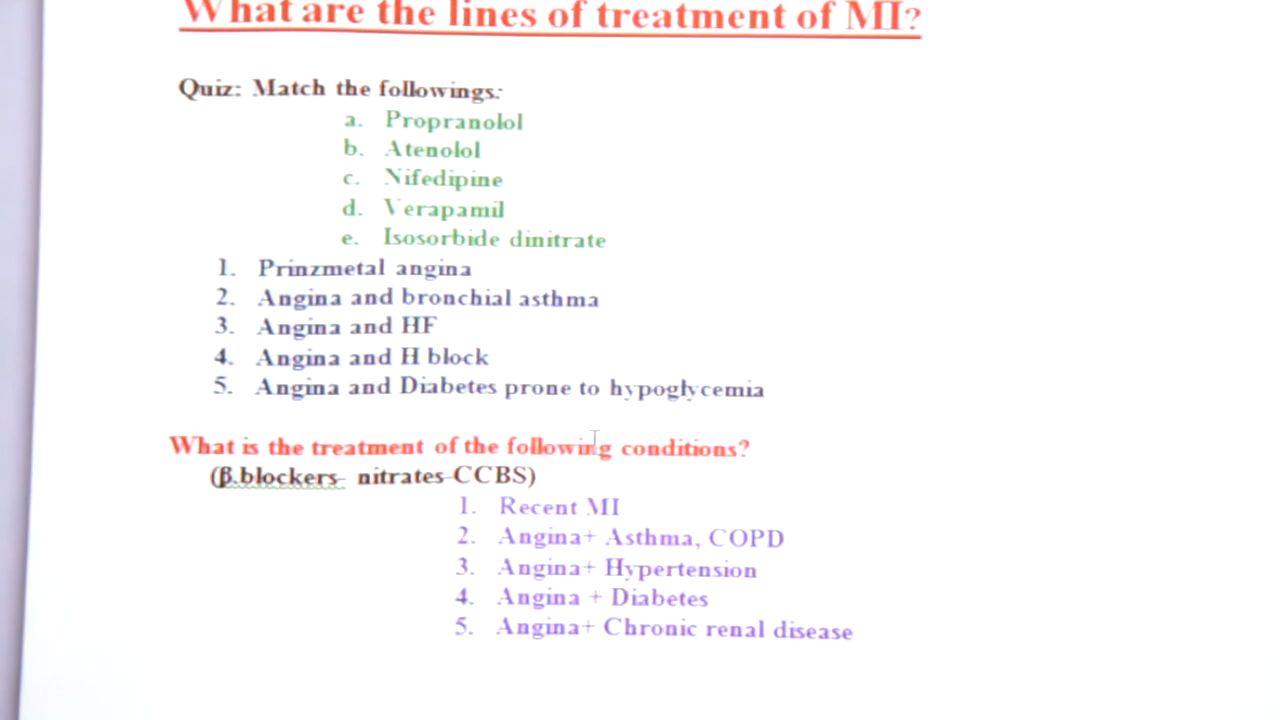 What are the lines of treatment of MI?
Quiz: Match the followings:
a. Propranolol
b. Atenolol
c. Nifedipine
d. Verapamil
e. Isosorbide dinitrate
1. Prinzmetal angina
2. Angina and bronchial asthma
3. Angina and HF
4. Angina and H block
5. Angina and Diabetes prone to hypoglycemia
What is the treatment of the following conditions?
(β.blockers- nitrates-CCBS)
1. Recent MI
2. Angina+ Asthma, COPD
3. Angina+ Hypertension
4. Angina + Diabetes
5. Angina+ Chronic renal disease